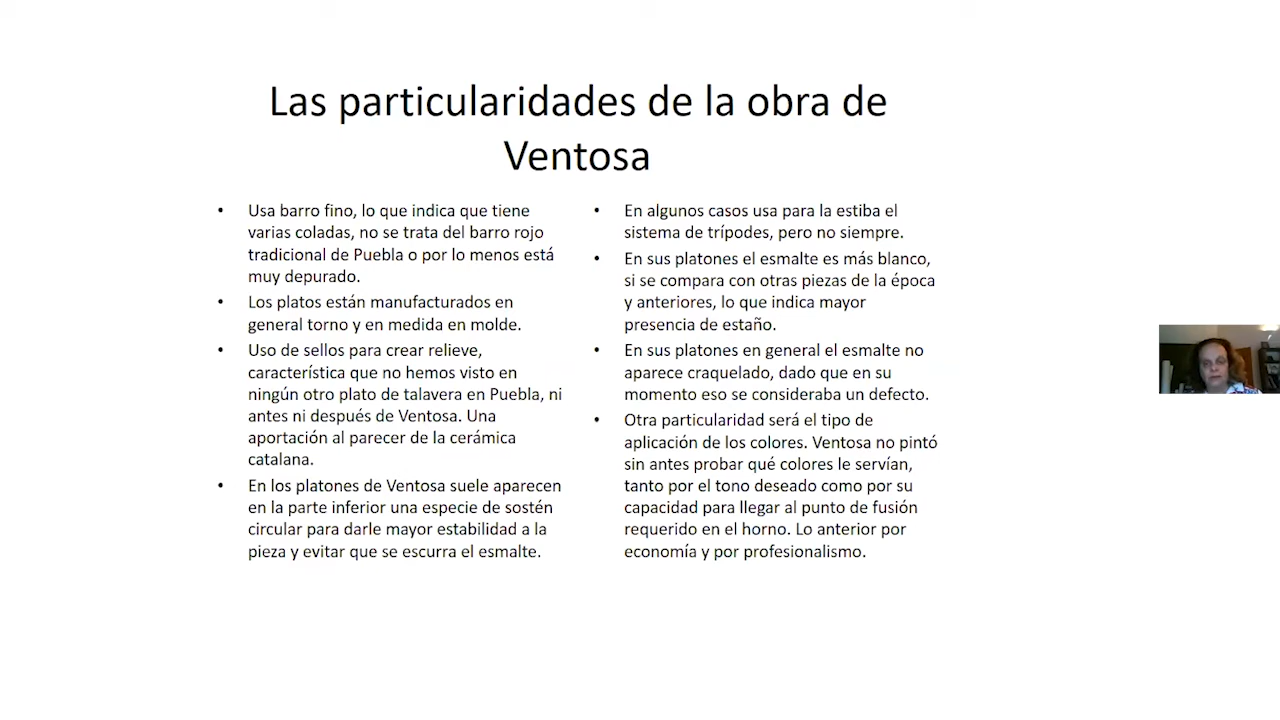 Las particularidades de la obra de
Ventosa
• Usa barro fino, lo que indica que tiene
varias coladas, no se trata del barro rojo
tradicional de Puebla o por lo menos está
muy depurado.
• Los platos están manufacturados en
general torno y en medida en molde.
• Uso de sellos para crear relieve,
característica que no hemos visto en
ningún otro plato de talavera en Puebla, ni
antes ni después de Ventosa. Una
aportación al parecer de la cerámica
catalana.
• En los platones de Ventosa suele aparecen
en la parte inferior una especie de sostén
circular para darle mayor estabilidad a la
pieza y evitar que se escurra el esmalte.
• En algunos casos usa para la estiba el
sistema de trípodes, pero no siempre.
• En sus platones el esmalte es más blanco,
si se compara con otras piezas de la época
y anteriores, lo que indica mayor
presencia de estaño.
• En sus platones en general el esmalte no
aparece craquelado, dado que en su
momento eso se consideraba un defecto.
• Otra particularidad será el tipo de
aplicación de los colores. Ventosa no pintó
sin antes probar qué colores le servían,
tanto por el tono deseado como por su
capacidad para llegar al punto de fusión
requerido en el horno. Lo anterior por
economía y por profesionalismo.